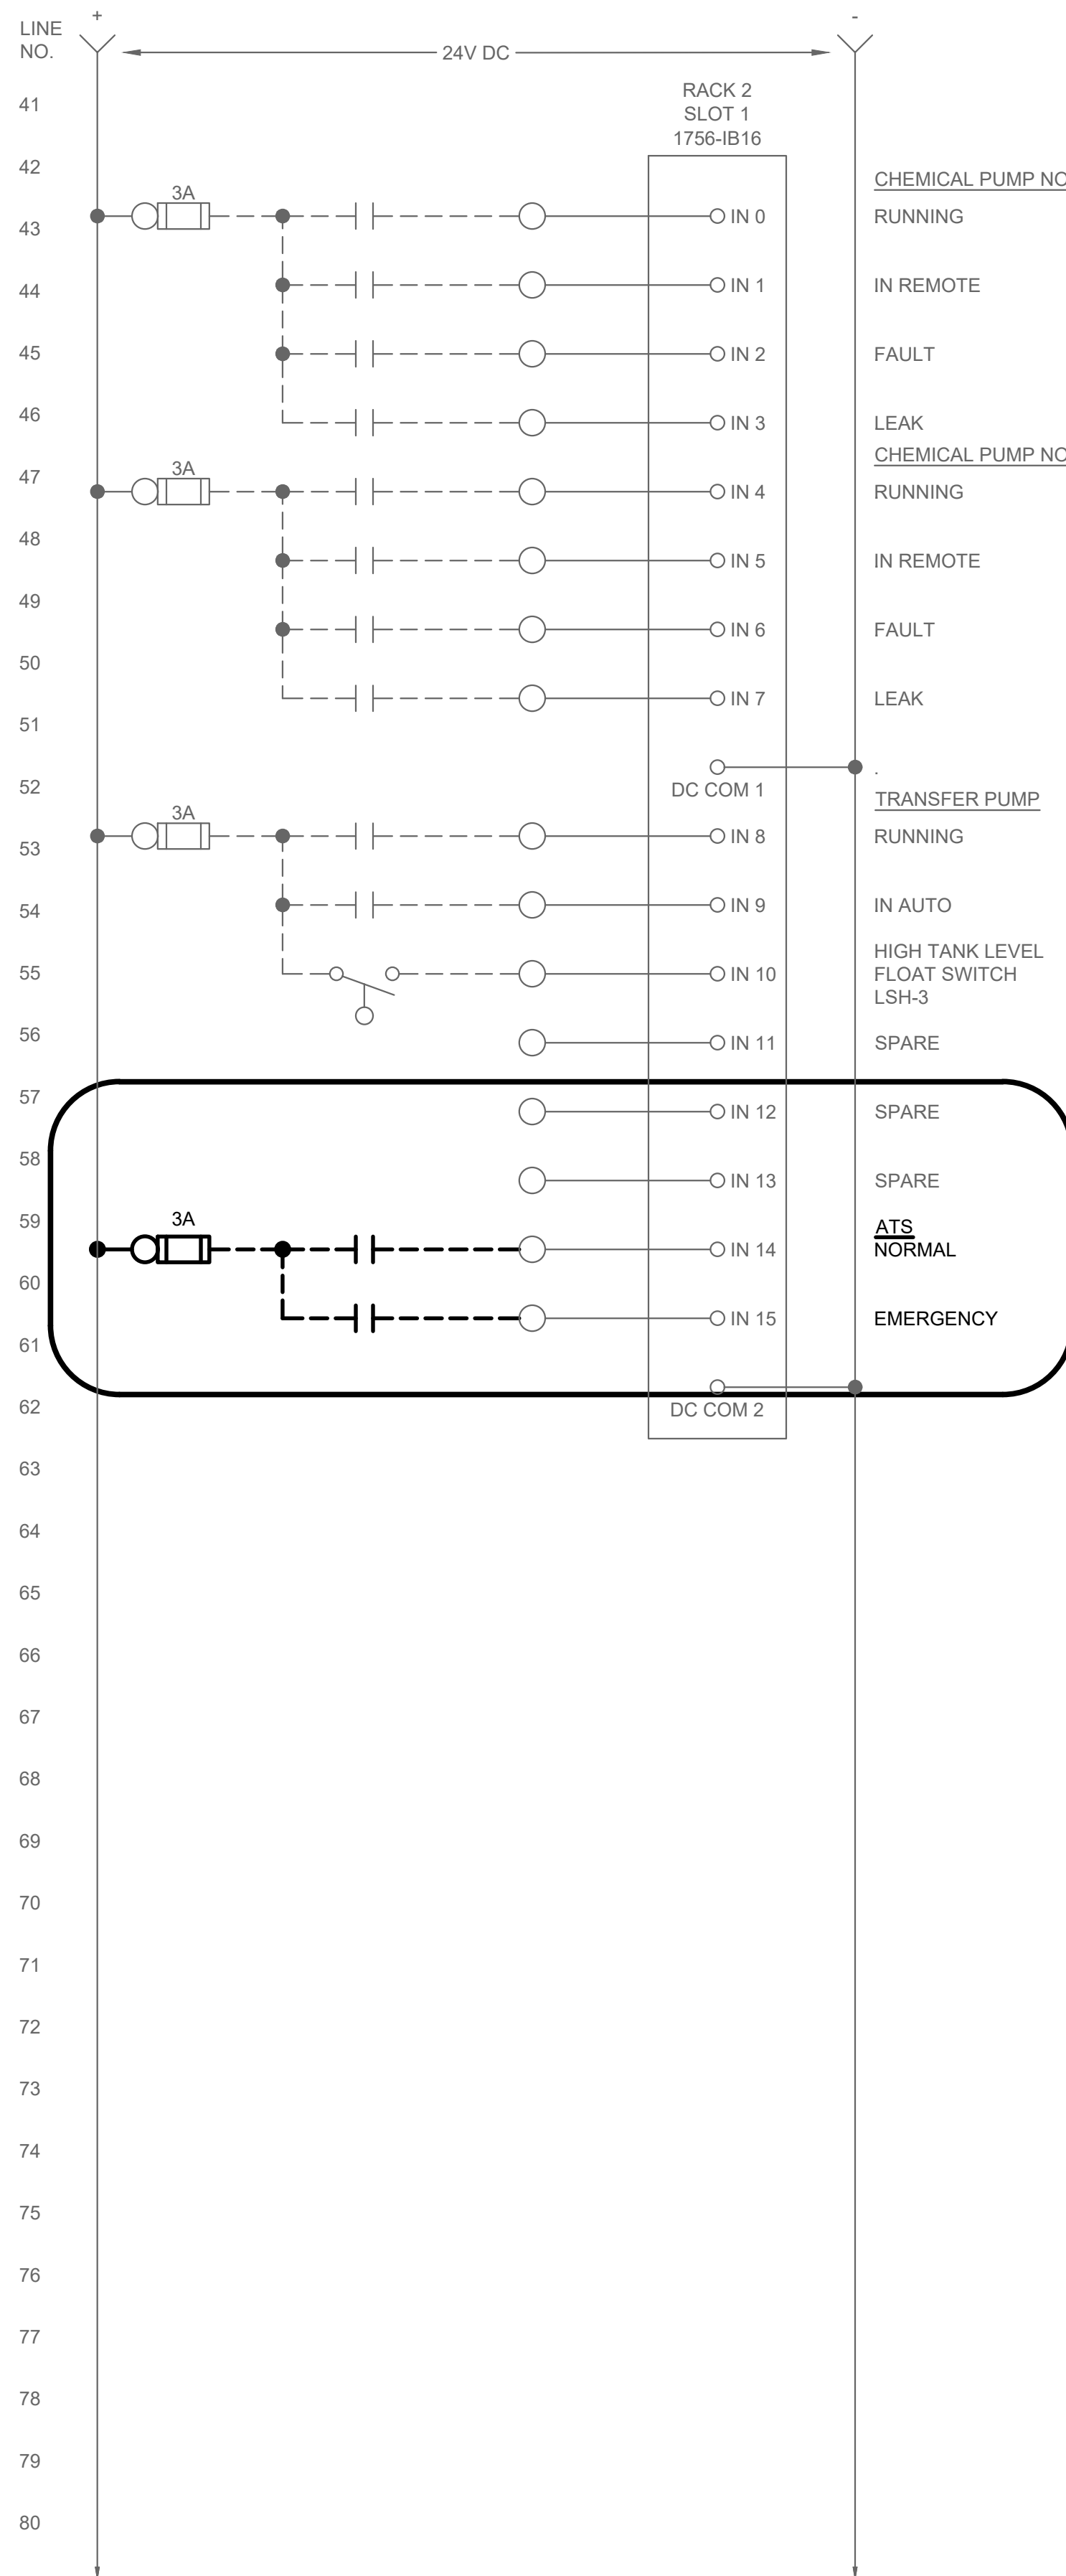 LINE
NO.
+
-
24V DC
RACK 2
SLOT 1
1756-IB16
41
42
CHEMICAL PUMP NO
3A
43
IN 0
RUNNING
44
IN 1
IN REMOTE
45
IN 2
FAULT
46
IN 3
LEAK
CHEMICAL PUMP NO
47
3A
IN 4
RUNNING
48
IN 5
IN REMOTE
49
IN 6
FAULT
50
IN 7
LEAK
51
.
52
DC COM 1
TRANSFER PUMP
3A
53
IN 8
RUNNING
54
IN 9
IN AUTO
HIGH TANK LEVEL
55
IN 10
FLOAT SWITCH
LSH-3
56
IN 11
SPARE
57
IN 12
SPARE
58
IN 13
SPARE
59
3A
ATS
IN 14
NORMAL
60
IN 15
EMERGENCY
61
62
DC COM 2
63
64
65
66
67
68
69
70
71
72
73
74
75
76
77
78
79
80